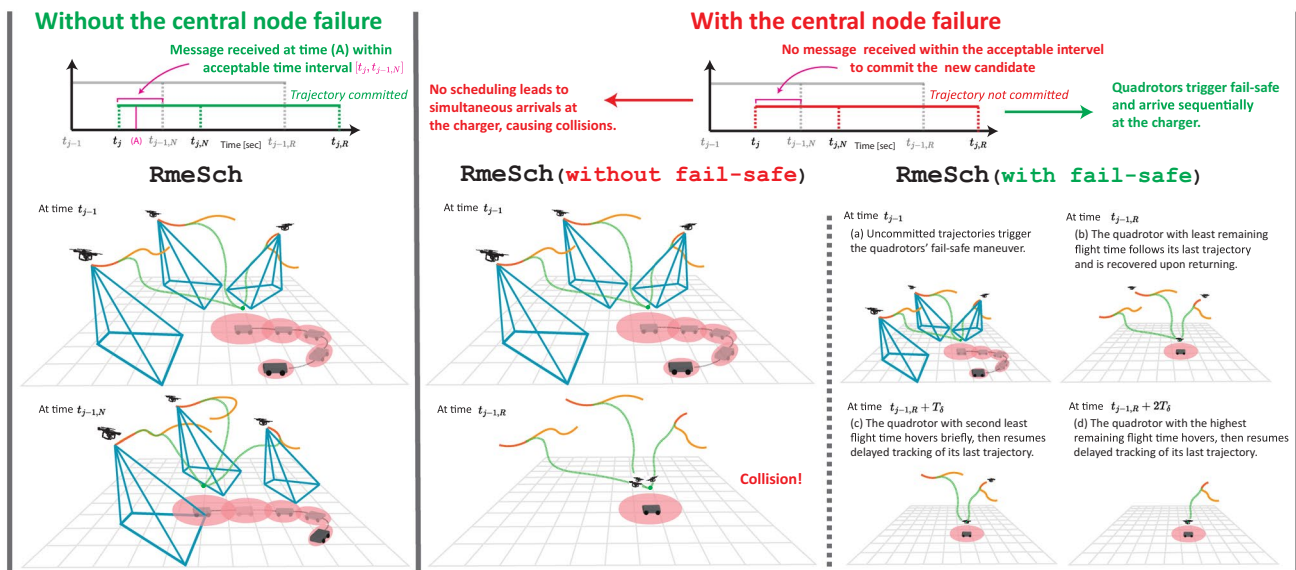 Without the central node failure
Message received at time (A) within
acceptable time interval [t_j, t_{j-1,N}]
Trajectory committed
t_{j-1}
t_j
(A)
t_{j-1,N}
t_{j,N}
Time [sec]
t_{j-1,R}
t_{j,R}
RmeSch
At time t_{j-1}
At time t_{j-1,N}
With the central node failure
No message received within the acceptable intervel
to commit the new candidate
No scheduling leads to
simultaneous arrivals at
the charger, causing collisions.
Trajectory not committed
Quadrotors trigger fail-safe
and arrive sequentially
at the charger.
t_{j-1}
t_j
t_{j-1,N}
t_{j,N}
Time [sec]
t_{j-1,R}
t_{j,R}
RmeSch(without fail-safe)
At time t_{j-1}
At time t_{j-1,R}
Collision!
RmeSch(with fail-safe)
At time t_{j-1}
(a) Uncommitted trajectories trigger
the quadrotors' fail-safe maneuver.
At time t_{j-1,R}
(b) The quadrotor with least remaining
flight time follows its last trajectory
and is recovered upon returning.
At time t_{j-1,R} + T_δ
(c) The quadrotor with second least
flight time hovers briefly, then resumes
delayed tracking of its last trajectory.
At time t_{j-1,R} + 2T_δ
(d) The quadrotor with the highest
remaining flight time hovers, then resumes
delayed tracking of its last trajectory.